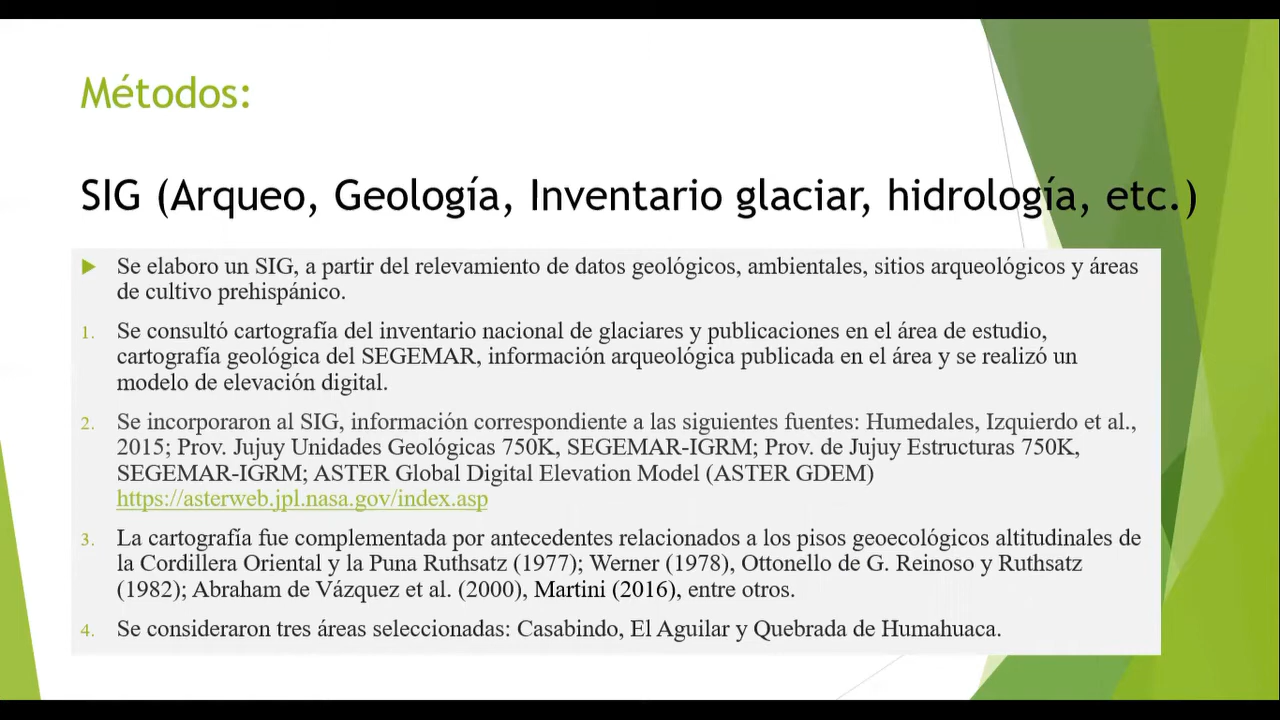 Métodos:
SIG (Arqueo, Geología, Inventario glaciar, hidrología, etc.)
Se elaboro un SIG, a partir del relevamiento de datos geológicos, ambientales, sitios arqueológicos y áreas
de cultivo prehispánico.
1. Se consultó cartografía del inventario nacional de glaciares y publicaciones en el área de estudio,
cartografía geológica del SEGEMAR, información arqueológica publicada en el área y se realizó un
modelo de elevación digital.
2. Se incorporaron al SIG, información correspondiente a las siguientes fuentes: Humedales, Izquierdo et al.,
2015; Prov. Jujuy Unidades Geológicas 750K, SEGEMAR-IGRM; Prov. de Jujuy Estructuras 750K,
SEGEMAR-IGRM; ASTER Global Digital Elevation Model (ASTER GDEM)
https://asterweb.jpl.nasa.gov/index.asp
3. La cartografía fue complementada por antecedentes relacionados a los pisos geoecológicos altitudinales de
la Cordillera Oriental y la Puna Ruthsatz (1977); Werner (1978), Ottonello de G. Reinoso y Ruthsatz
(1982); Abraham de Vázquez et al. (2000), Martini (2016), entre otros.
4. Se consideraron tres áreas seleccionadas: Casabindo, El Aguilar y Quebrada de Humahuaca.